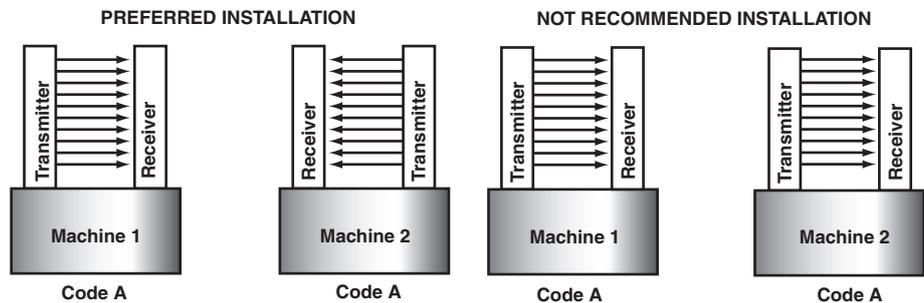 PREFERRED INSTALLATION
Transmitter
Receiver
Machine 1
Code A
Receiver
Transmitter
Machine 2
Code A
NOT RECOMMENDED INSTALLATION
Transmitter
Receiver
Machine 1
Code A
Transmitter
Receiver
Machine 2
Code A